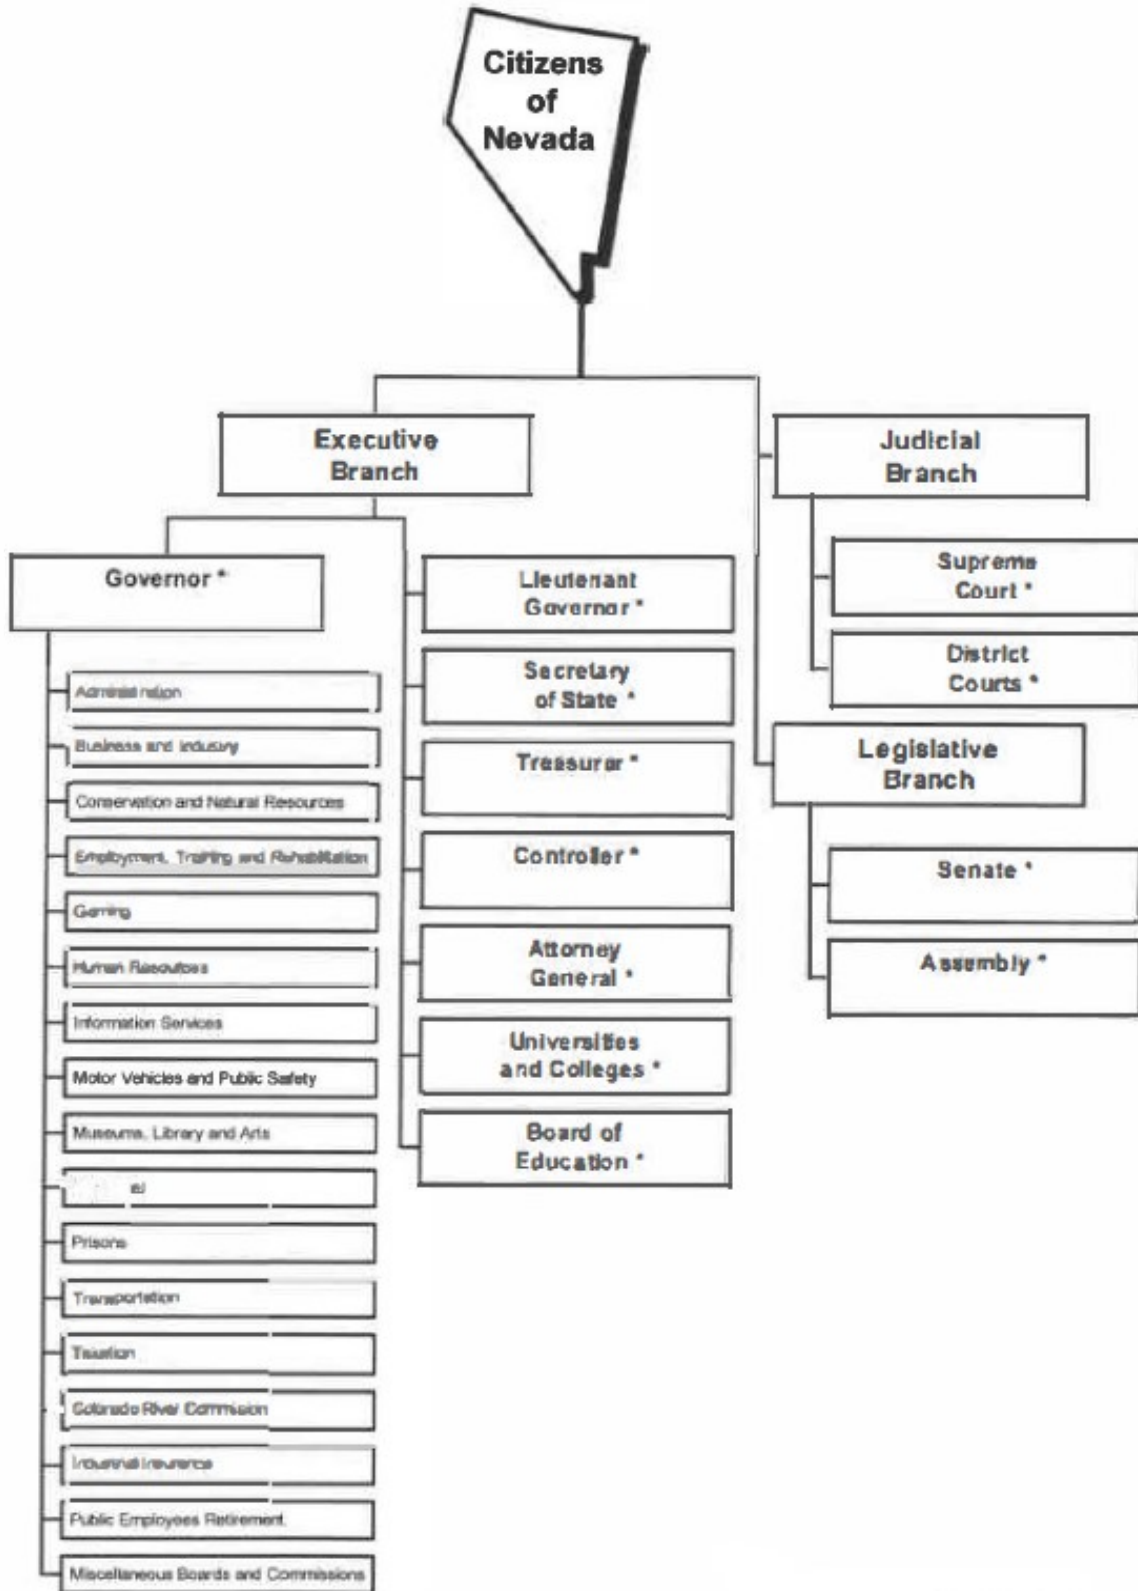 Citizens
of
Nevada
Executive
Branch
Governor *
Administration
Business and Industry
Conservation and Natural Resources
Employment, Training and Rehabilitation
Gaming
Human Resources
Information Services
Motor Vehicles and Public Safety
Museums, Library and Arts
Prisons
Transportation
Taxation
Colorado River Commision
Industrial Insurance
Public Employees Retirement
Miscellaneous Boards and Commissions
Lieutenant
Governor *
Secretary
of State *
Treasurer *
Controller *
Attorney
General *
Universities
and Colleges *
Board of
Education *
Judicial
Branch
Supreme
Court *
District
Courts *
Legislative
Branch
Senate *
Assembly *